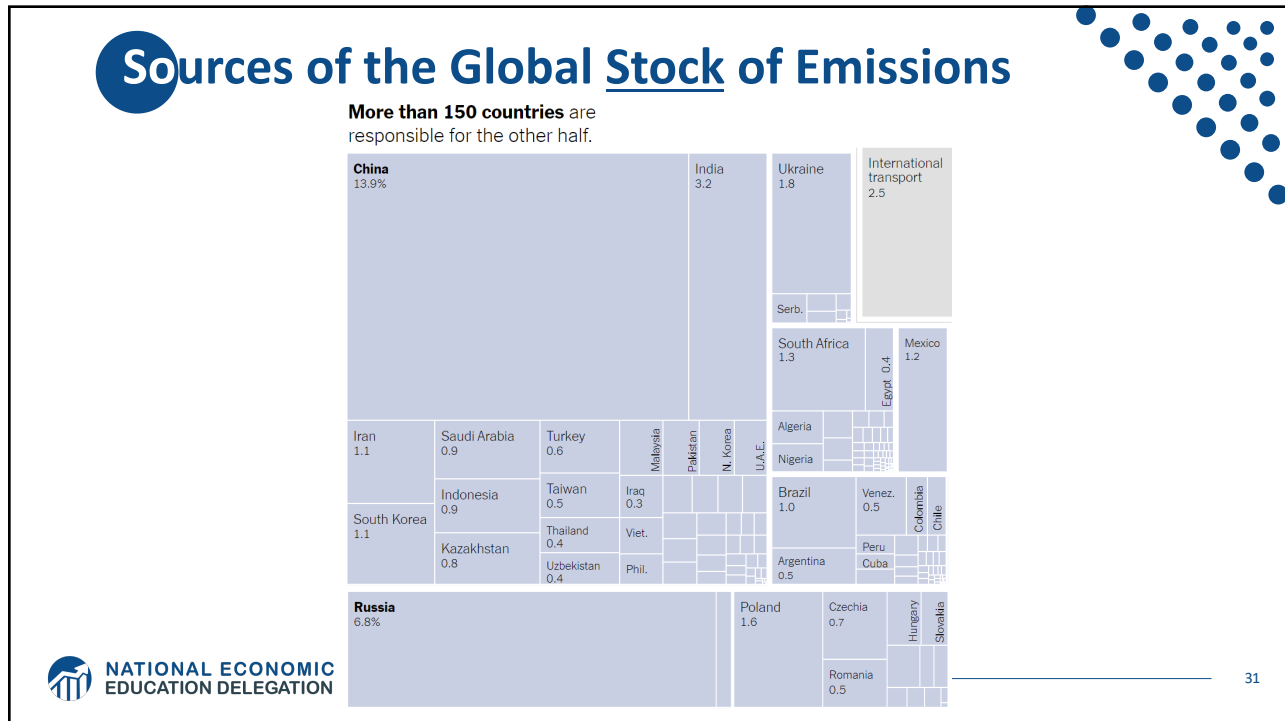 Sources of the Global Stock of Emissions
More than 150 countries are
responsible for the other half.
China
13.9%
India
3.2
Ukraine
1.8
International
transport
2.5
Serb.
South Africa
1.3
Egypt 0.4
Mexico
1.2
Algeria
Nigeria
Iran
1.1
Saudi Arabia
0.9
Turkey
0.6
Malaysia
Pakistan
N. Korea
U.A.E.
Indonesia
0.9
Taiwan
0.5
Iraq
0.3
South Korea
1.1
Kazakhstan
0.8
Thailand
0.4
Viet.
Uzbekistan
0.4
Phil.
Brazil
1.0
Venez.
0.5
Colombia
Chile
Argentina
0.5
Peru
Cuba
Russia
6.8%
Poland
1.6
Czechia
0.7
Hungary
Slovakia
Romania
0.5
NATIONAL ECONOMIC
EDUCATION DELEGATION
31